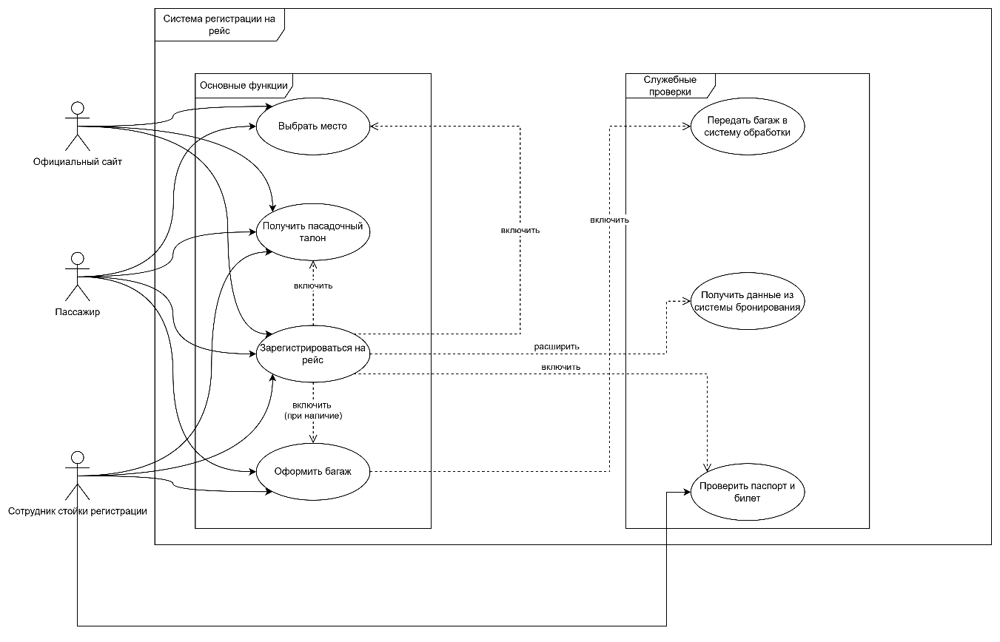 Система регистрации на
рейс
Основные функции
Служебные
проверки
Выбрать место
Передать багаж в
систему обработки
Официальный сайт
включить
Получить пасадочный
талон
включить
Пассажир
включить
Получить данные из
системы бронирования
Зарегистрироваться на
рейс
расширить
включить
включить
(при наличие)
Оформить багаж
Проверить паспорт и
билет
Сотрудник стойки регистрации